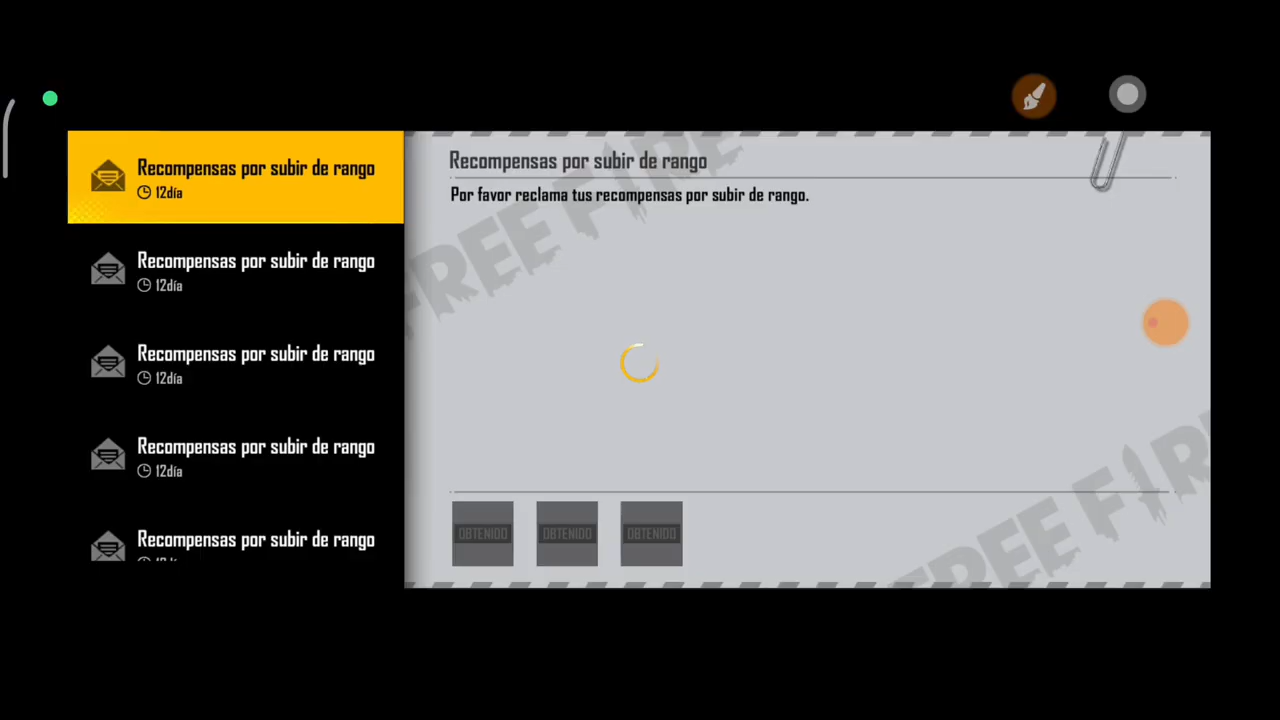 Recompensas por subir de rango
12día
Recompensas por subir de rango
12día
Recompensas por subir de rango
12día
Recompensas por subir de rango
12día
Recompensas por subir de rango
Recompensas por subir de rango
Por favor reclama tus recompensas por subir de rango.
FREE FIRE
FREE FIRE
OBTENIDO OBTENIDO OBTENIDO